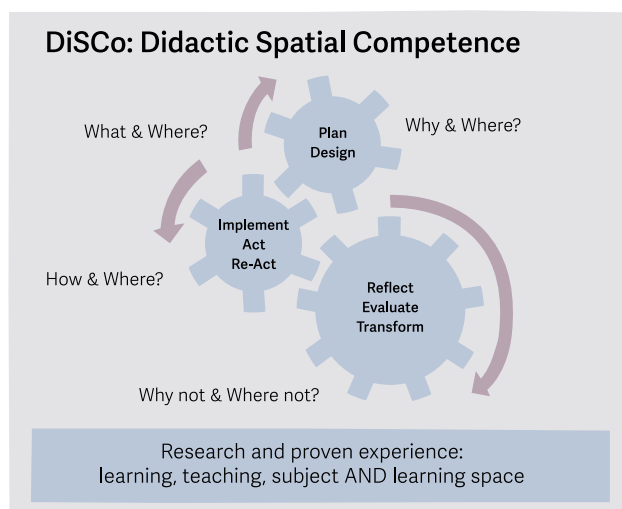 DiSCo: Didactic Spatial Competence
What & Where?
Plan
Design
Why & Where?
Implement
Act
Re-Act
How & Where?
Reflect
Evaluate
Transform
Why not & Where not?
Research and proven experience:
learning, teaching, subject AND learning space